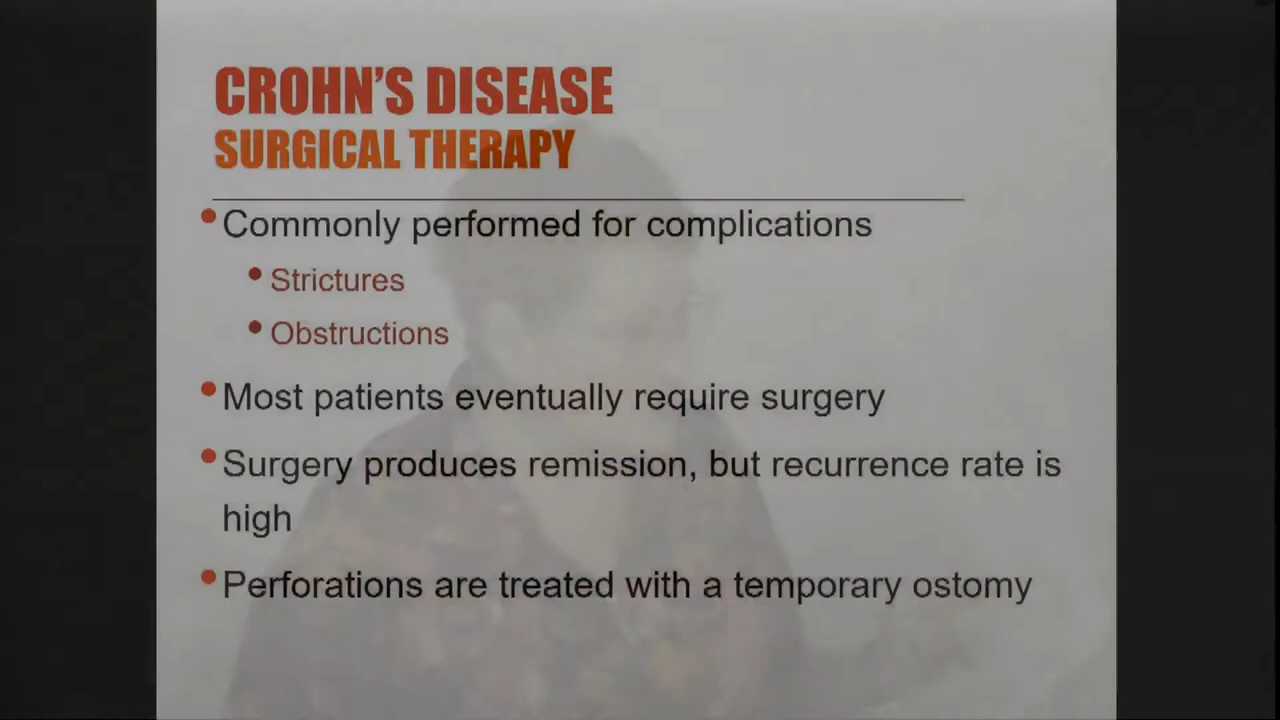 CROHN'S DISEASE
SURGICAL THERAPY
• Commonly performed for complications
• Strictures
• Obstructions
• Most patients eventually require surgery
• Surgery produces remission, but recurrence rate is
high
• Perforations are treated with a temporary ostomy